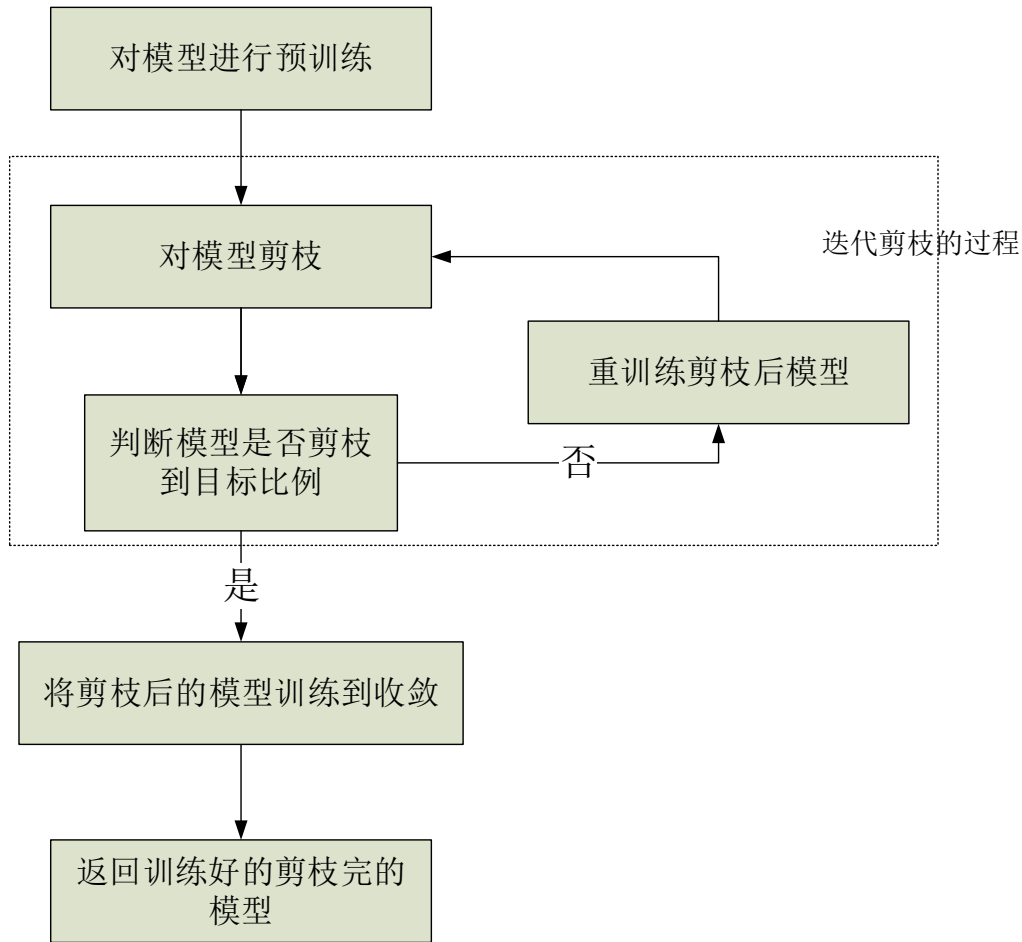 对模型进行预训练
对模型剪枝
迭代剪枝的过程
重训练剪枝后模型
判断模型是否剪枝
到目标比例
否
是
将剪枝后的模型训练到收敛
返回训练好的剪枝完的
模型